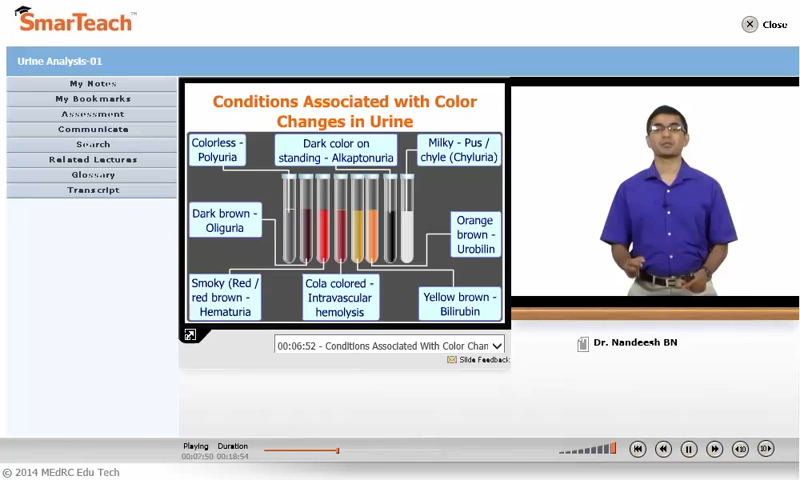 SmarTeach™
Close
Urine Analysis-01
My Notes
My Bookmarks
Assessment
Communicate
Search
Related Lectures
Glossary
Transcript
Conditions Associated with Color
Changes in Urine
Colorless -
Polyuria
Dark color on
standing - Alkaptonuria
Milky - Pus /
chyle (Chyluria)
Dark brown -
Oliguria
Orange
brown -
Urobilin
Smoky (Red /
red brown -
Hematuria
Cola colored -
Intravascular
hemolysis
Yellow brown -
Bilirubin
00:06:52 - Conditions Associated With Color Chan
Slide Feedback
Dr. Nandeesh BN
Playing
Duration
00:07:50
00:18:54
10
10
© 2014 MEdRC Edu Tech